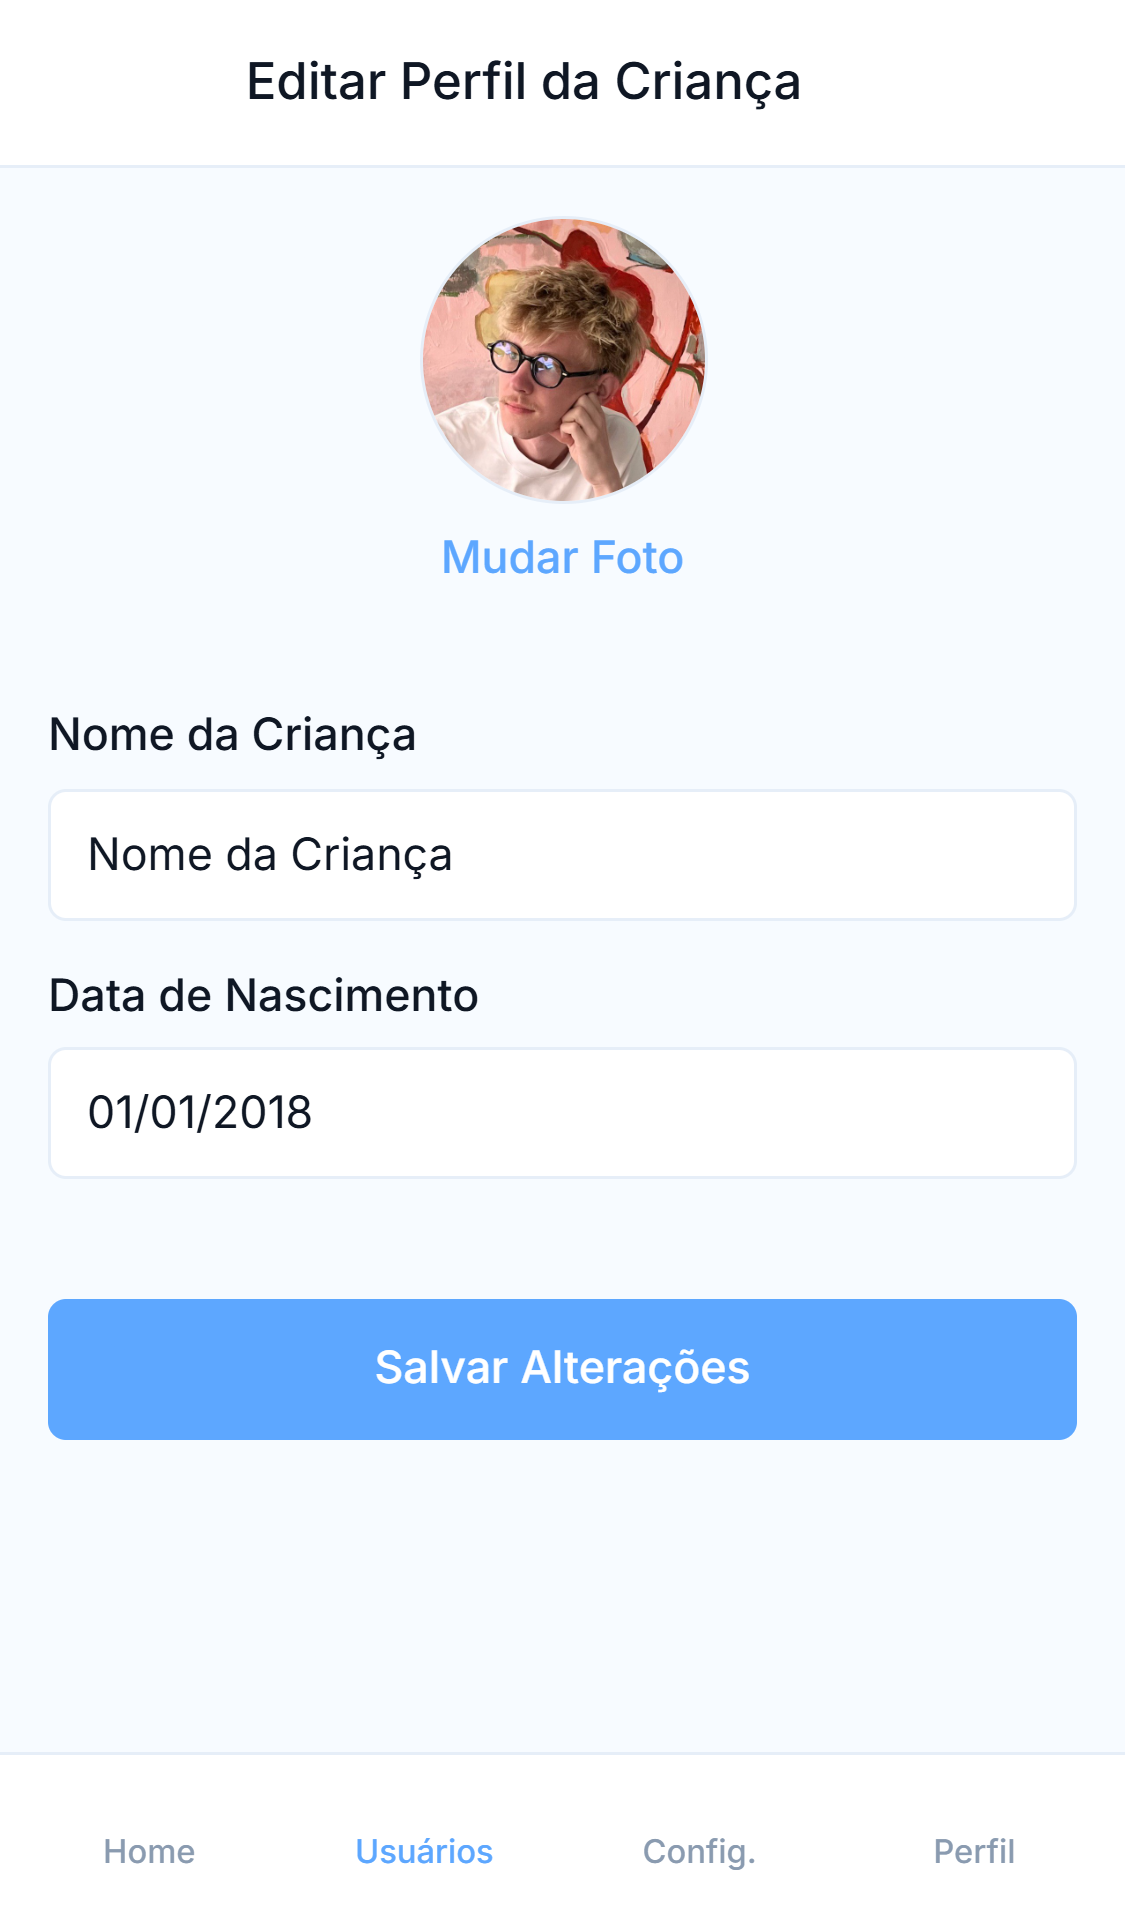 Editar Perfil da Criança
Mudar Foto
Nome da Criança
Nome da Criança
Data de Nascimento
01/01/2018
Salvar Alterações
Home
Usuários
Config.
Perfil